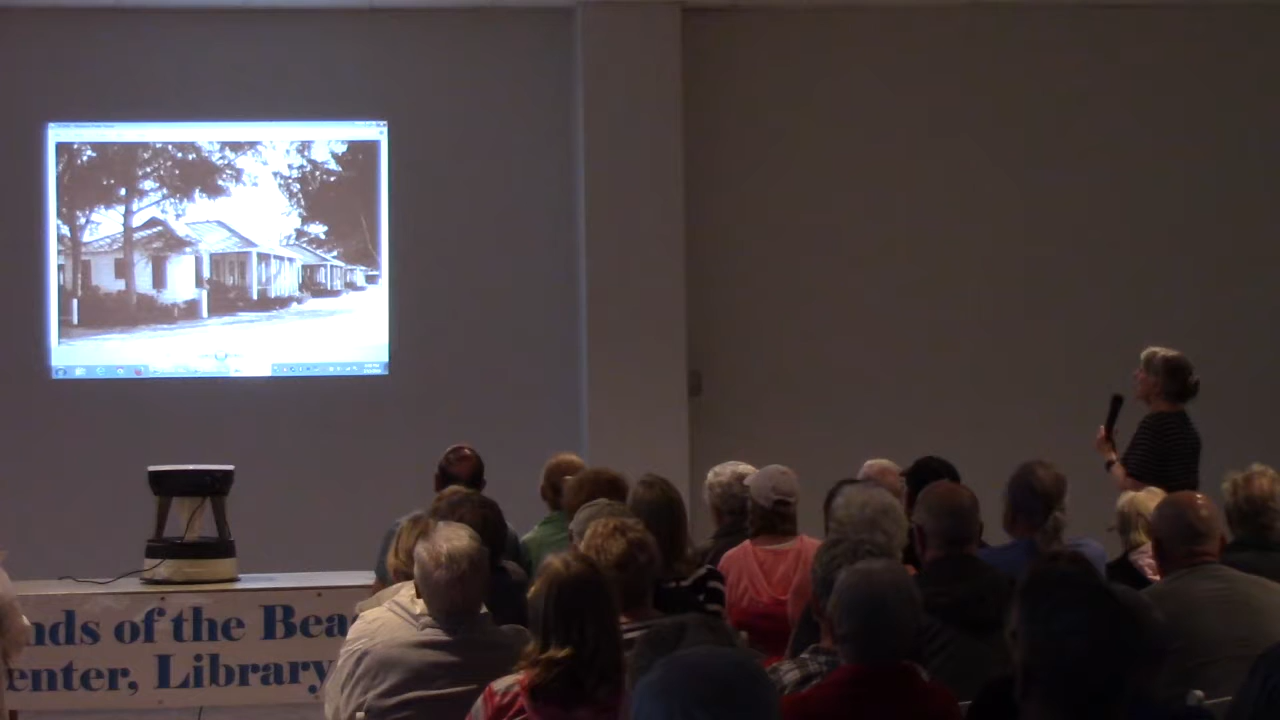 nds of the Bea
enter, Library